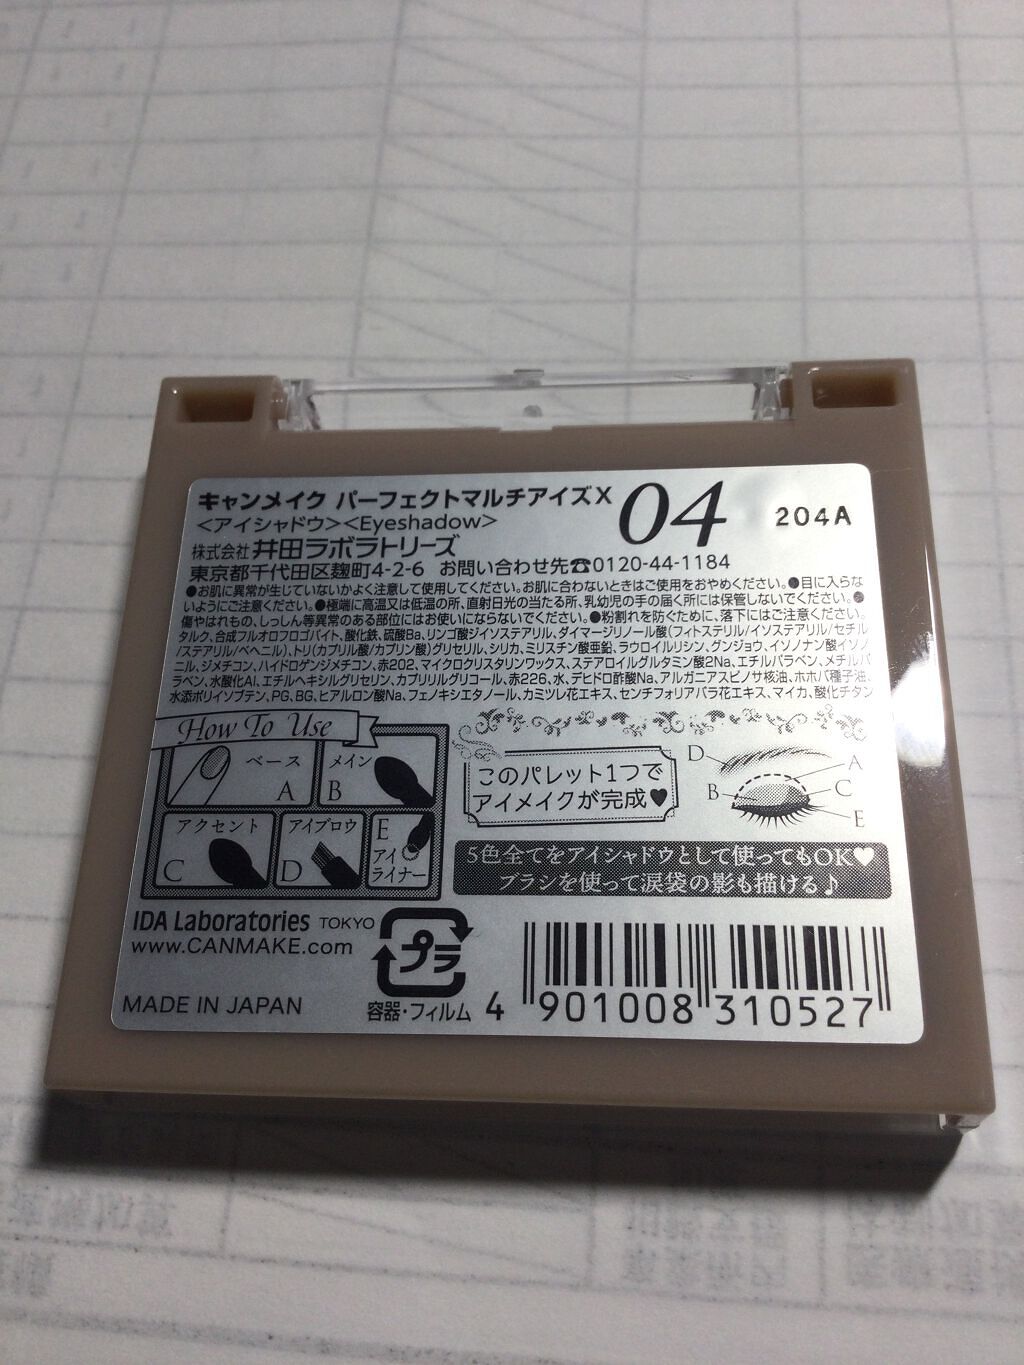 キャンメイク パーフェクトマルチアイズX 04 204A
<アイシャドウ><Eyeshadow>
株式会社 井田ラボラトリーズ
東京都千代田区麹町4-2-6 お問い合わせ先☎0120-44-1184
●お肌に異常が生じていないかよく注意して使用してください。お肌に合わないときはご使用をおやめください。●目に入らな
いようにご注意ください。●極端に高温又は低温の所、直射日光の当たる所、乳幼児の手の届く所には保管しないでください。●
傷やはれもの、しっしん等異常のある部位にはお使いにならないでください。●粉割れを防ぐために、落下にはご注意ください。
タルク、合成フルオロフロゴパイト、酸化鉄、硫酸Ba、リンゴ酸ジイソステアリル、ダイマージリノール酸(フィトステリル/イソステアリル/セチル
/ステアリル/ベヘニル)、トリ(カプリル酸/カプリン酸)グリセリル、シリカ、ミリスチン酸亜鉛、ラウロイルリシン、グンジョウ、イソノナン酸イソノ
ニル、ジメチコン、ハイドロゲンジメチコン、赤202、マイクロクリスタリンワックス、ステアロイルグルタミン酸2Na、エチルパラベン、メチルパ
ラベン、水酸化Al、エチルヘキシルグリセリン、カプリリルグリコール、赤226、水、デヒドロ酢酸Na、アルガニアスピノサ核油、ホホバ種子油、
水添ポリイソブテン、PG、BG、ヒアルロン酸Na、フェノキシエタノール、カミツレ花エキス、センチフォリアバラ花エキス、マイカ、酸化チタン
How To Use
ベース
A
メイン
B
アクセント
C
アイブロウ
D
E
アイ
ライナー
このパレット1つで
アイメイクが完成♥
D
A
B
C
E
5色全てをアイシャドウとして使ってもOK♥
ブラシを使って涙袋の影も描ける♪
IDA Laboratories TOKYO
www.CANMAKE.com
MADE IN JAPAN
プラ
容器・フィルム
4 901008 310527